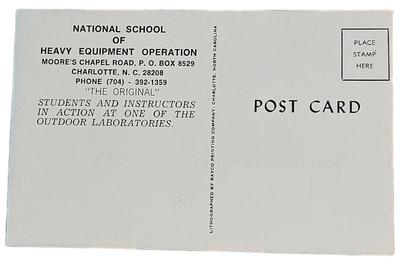 NATIONAL SCHOOL
OF
HEAVY EQUIPMENT OPERATION
MOORE'S CHAPEL ROAD, P. O. BOX 8529
CHARLOTTE, N. C. 28208
PHONE (704) - 392-1359
"THE ORIGINAL"
STUDENTS AND INSTRUCTORS
IN ACTION AT ONE OF THE
OUTDOOR LABORATORIES.
LITHOGRAPHED BY RAYCO PRINTING COMPANY, CHARLOTTE, NORTH CAROLINA
PLACE
STAMP
HERE
POST CARD